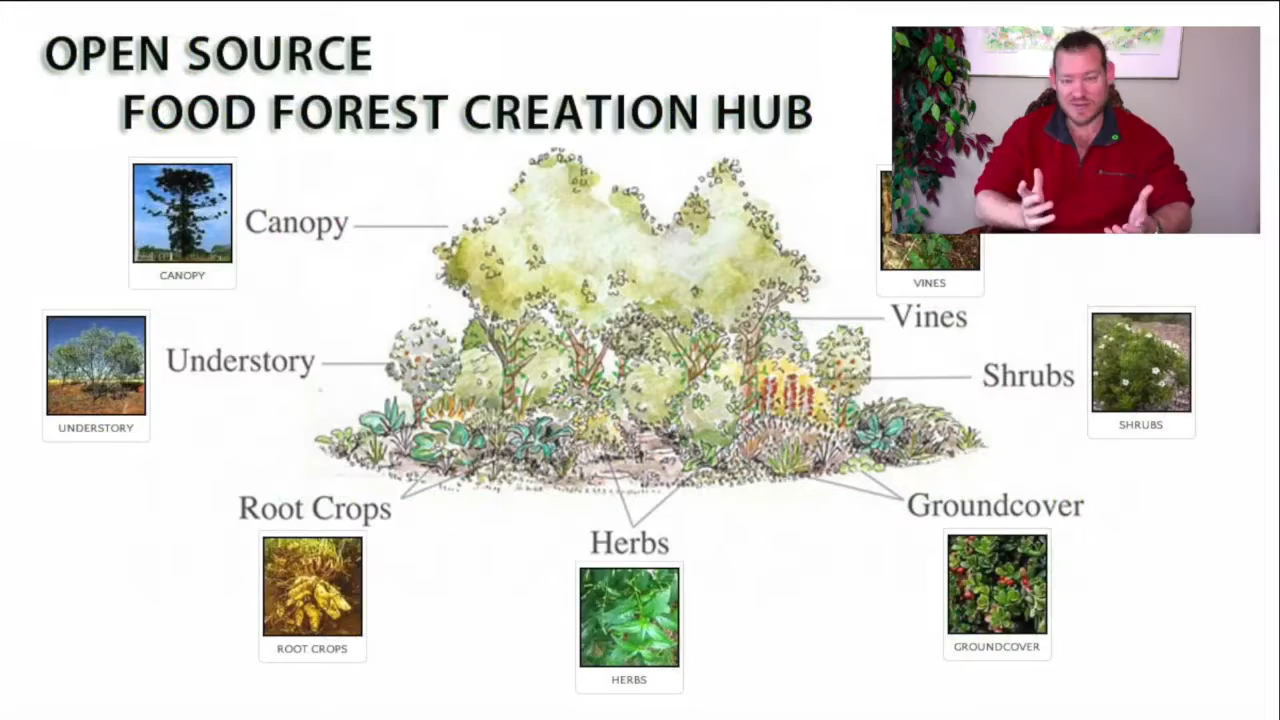 OPEN SOURCE
FOOD FOREST CREATION HUB
Canopy
CANOPY
VINES
Vines
Understory
UNDERSTORY
Shrubs
SHRUBS
Root Crops
ROOT CROPS
Herbs
HERBS
Groundcover
GROUNDCOVER